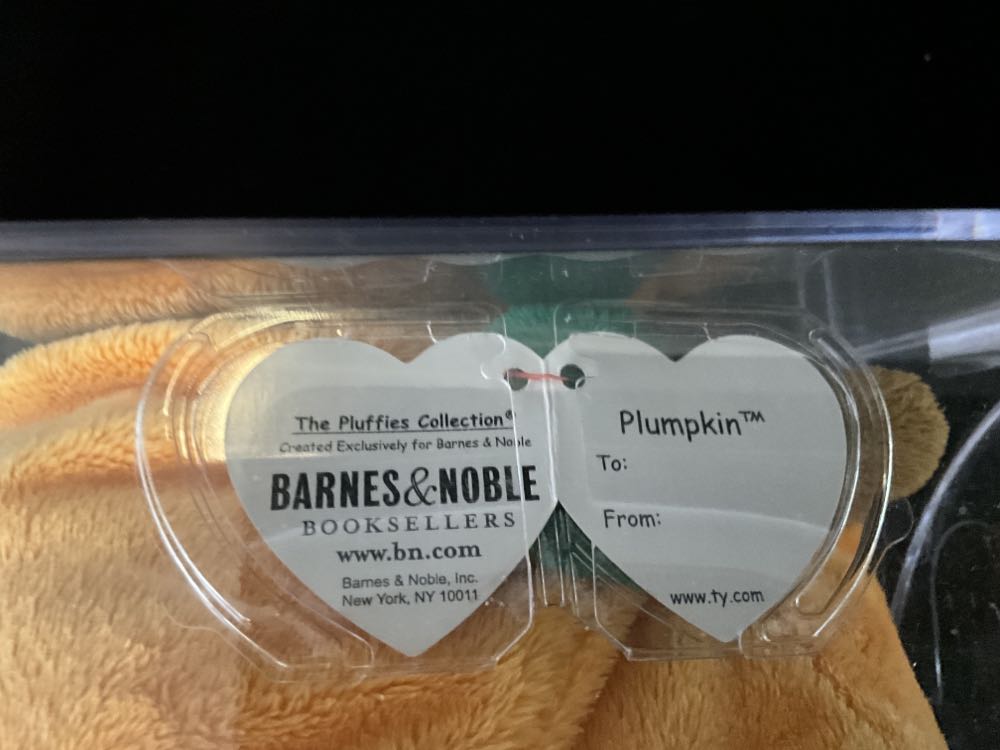 The Pluffies Collection®
Created Exclusively for Barnes & Noble
BARNES&NOBLE
BOOKSELLERS
www.bn.com
Barnes & Noble, Inc.
New York, NY 10011
Plumpkin™
To:
From:
www.ty.com